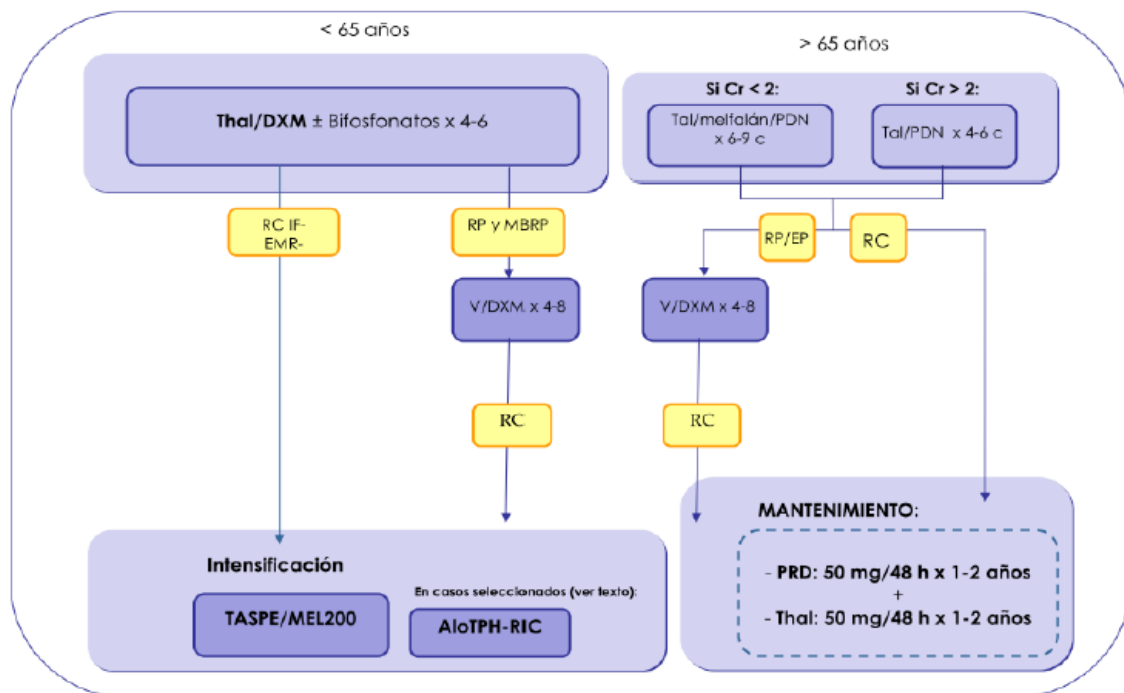 < 65 años
> 65 años
Thal/DXM ± Bifosfonatos x 4-6
Si Cr < 2:
Si Cr > 2:
Tal/melfalán/PDN
x 6-9 c
Tal/PDN x 4-6 c
RC IF-
EMR-
RP y MBRP
RP/EP
RC
V/DXM. x 4-8
V/DXM x 4-8
RC
RC
Intensificación
En casos seleccionados (ver texto):
TASPE/MEL200
AloTPH-RIC
MANTENIMIENTO:
- PRD: 50 mg/48 h x 1-2 años
+
- Thal: 50 mg/48 h x 1-2 años